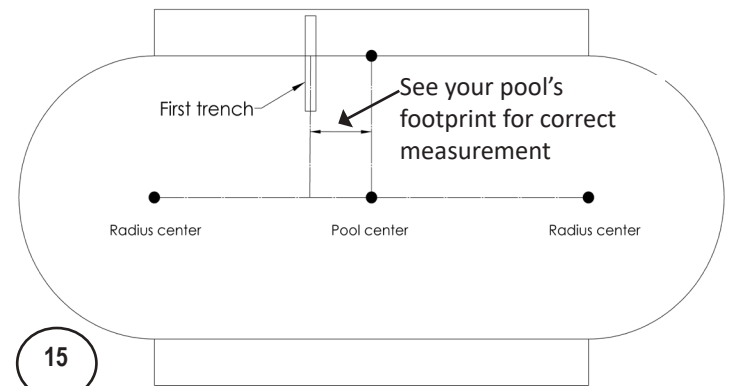 First trench
See your pool's
footprint for correct
measurement
Radius center
Pool center
Radius center
15